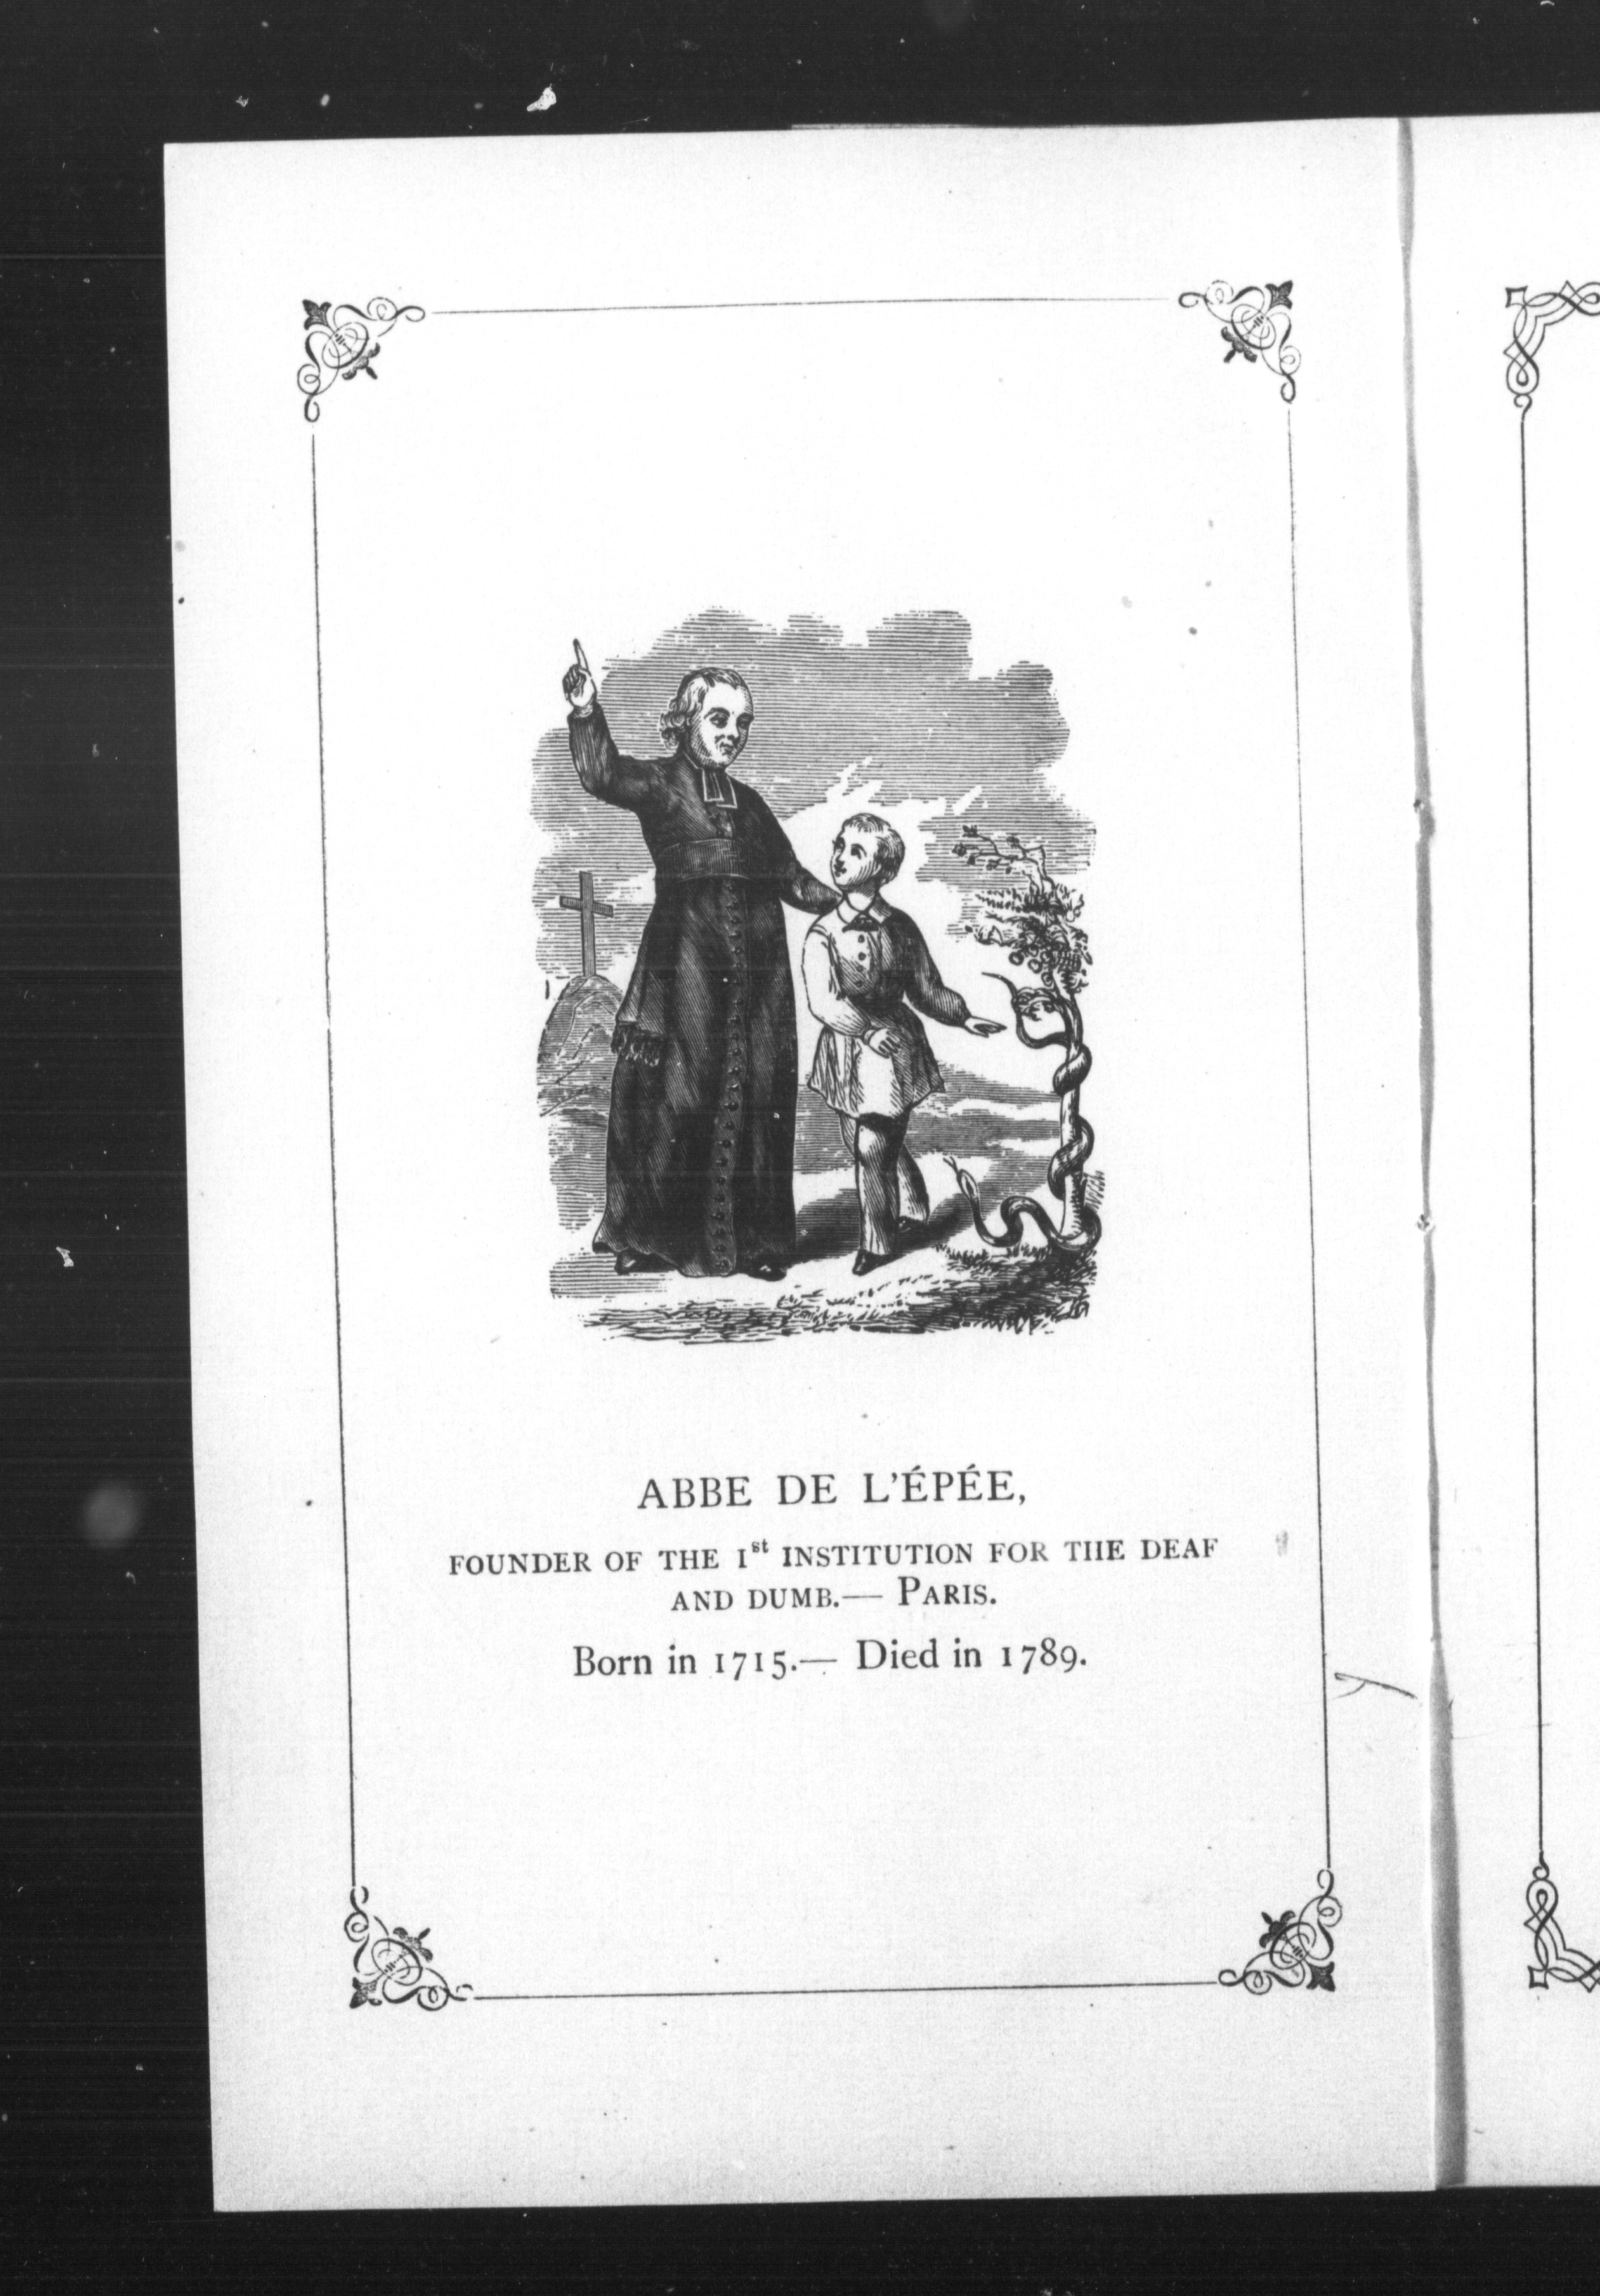 ABBE DE L'ÉPÉE,
FOUNDER OF THE 1st INSTITUTION FOR THE DEAF
AND DUMB.— PARIS.
Born in 1715.— Died in 1789.